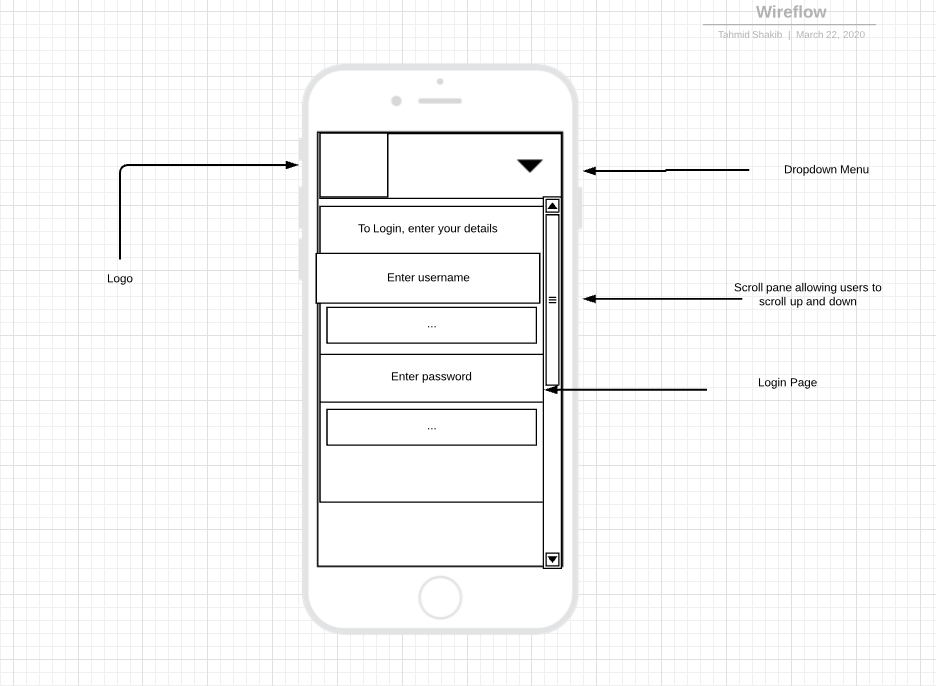 Wireflow
Tahmid Shakib | March 22, 2020
Dropdown Menu
To Login, enter your details
Logo
Enter username
Scroll pane allowing users to
scroll up and down
...
Enter password
Login Page
...